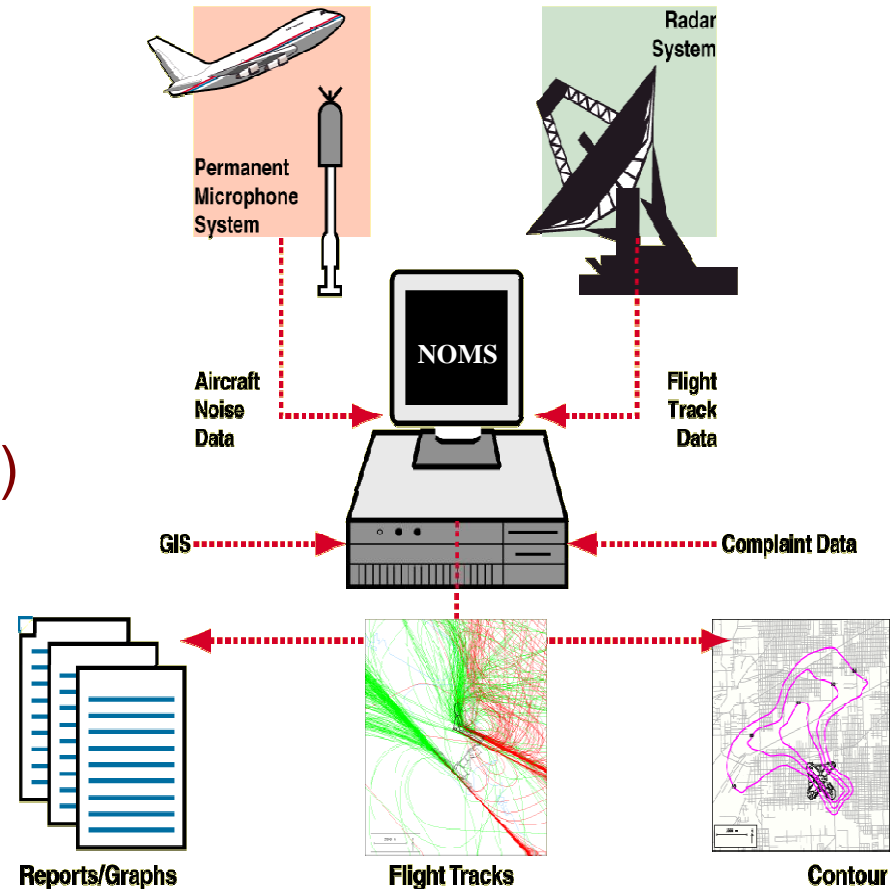 Radar
System
Permanent
Microphone
System
NOMS
Aircraft
Noise
Data
Flight
Track
Data
)
GIS
Complaint Data
Reports/Graphs
Flight Tracks
Contour